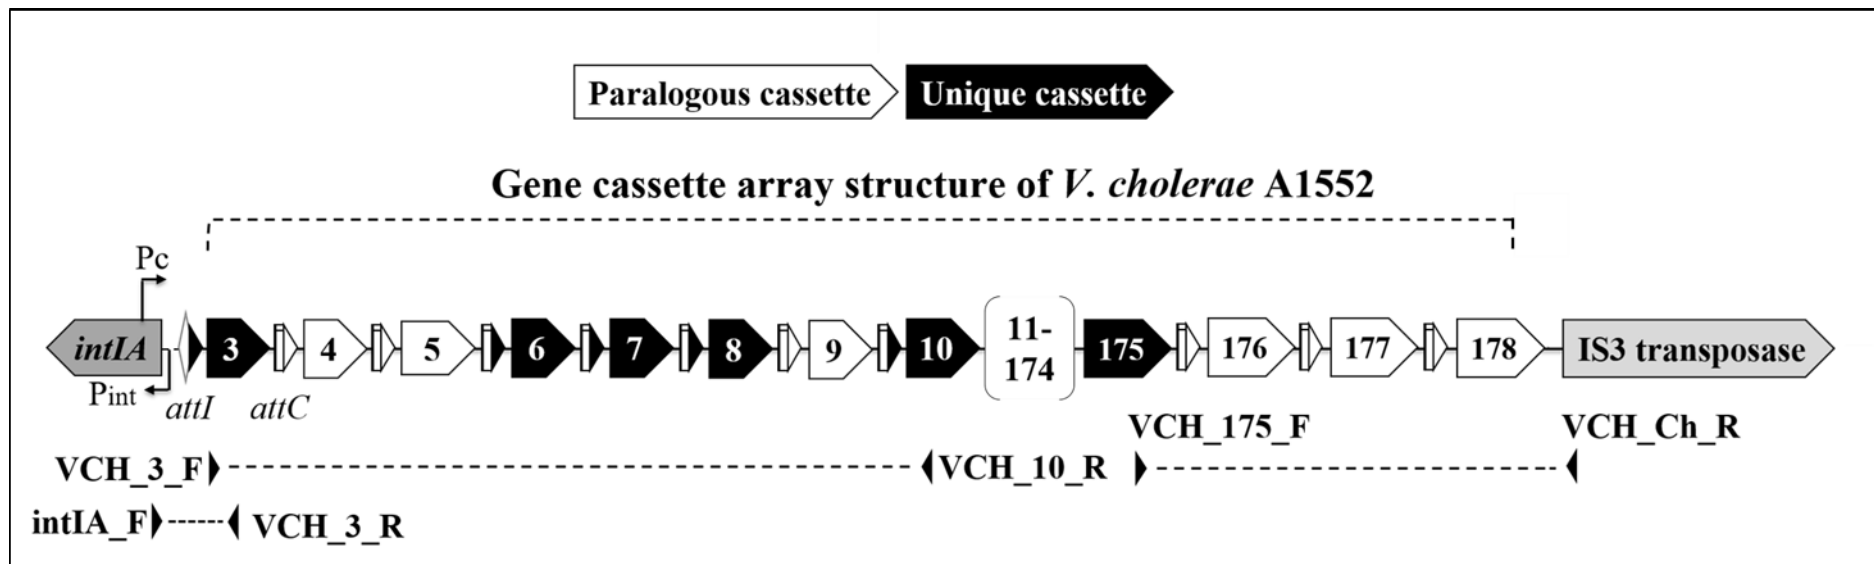 Paralogous cassette
Unique cassette
Gene cassette array structure of V. cholerae A1552
Pc
intIA
3
4
5
6
7
8
9
10
11-
174
175
176
177
178
IS3 transposase
Pint
attI
attC
VCH_175_F
VCH_Ch_R
VCH_3_F
VCH_10_R
intIA_F
VCH_3_R